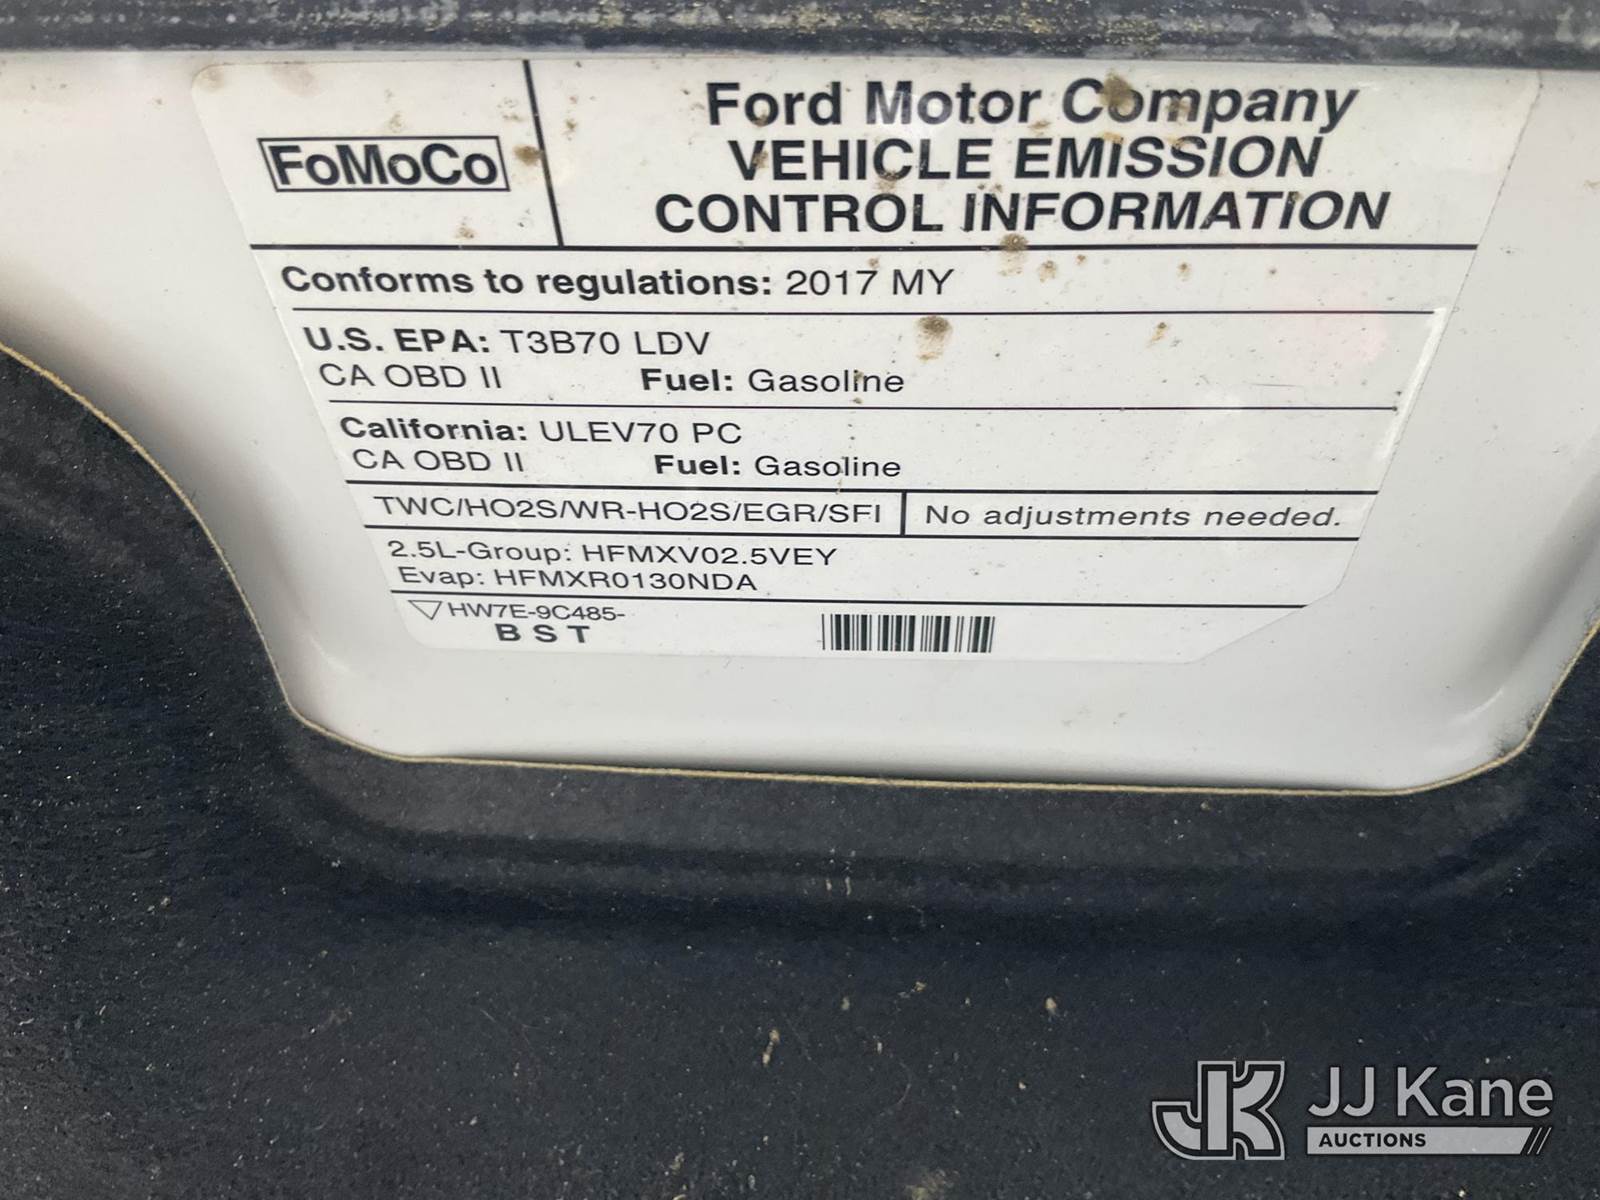 FoMoCo
Ford Motor Company
VEHICLE EMISSION
CONTROL INFORMATION
Conforms to regulations: 2017 MY
U.S. EPA: T3B70 LDV
CA OBD II Fuel: Gasoline
California: ULEV70 PC
CA OBD II Fuel: Gasoline
TWC/HO2S/WR-HO2S/EGR/SFI No adjustments needed.
2.5L-Group: HFMXV02.5VEY
Evap: HFMXR0130NDA
HW7E-9C485-
B S T
JK JJ Kane
AUCTIONS